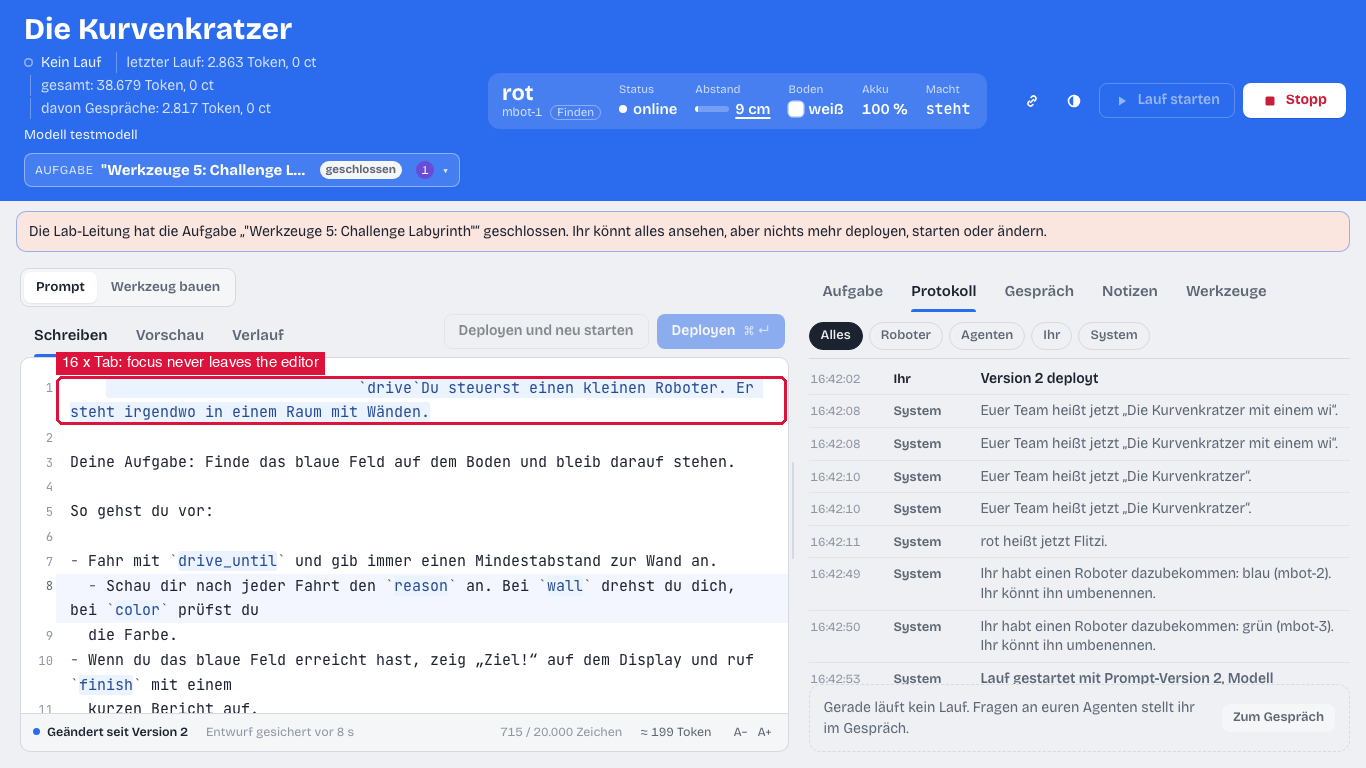 Die Kurvenkratzer
Kein Lauf
letzter Lauf: 2.863 Token, 0 ct
gesamt: 38.679 Token, 0 ct
davon Gespräche: 2.817 Token, 0 ct
Modell testmodell
AUFGABE "Werkzeuge 5: Challenge L... geschlossen 1
rot
mbot-1 Finden
Status
online
Abstand
9 cm
Boden
weiß
Akku
100 %
Macht
steht
Lauf starten
Stopp
Die Lab-Leitung hat die Aufgabe „"Werkzeuge 5: Challenge Labyrinth"“ geschlossen. Ihr könnt alles ansehen, aber nichts mehr deployen, starten oder ändern.
Prompt Werkzeug bauen
Schreiben Vorschau Verlauf
Deployen und neu starten
Deployen ⌘ ↵
16 x Tab: focus never leaves the editor
1 `drive`Du steuerst einen kleinen Roboter. Er
steht irgendwo in einem Raum mit Wänden.
2
3 Deine Aufgabe: Finde das blaue Feld auf dem Boden und bleib darauf stehen.
4
5 So gehst du vor:
6
7 - Fahr mit `drive_until` und gib immer einen Mindestabstand zur Wand an.
8 - Schau dir nach jeder Fahrt den `reason` an. Bei `wall` drehst du dich,
bei `color` prüfst du
9 die Farbe.
10 - Wenn du das blaue Feld erreicht hast, zeig „Ziel!“ auf dem Display und ruf
`finish` mit einem
11 kurzen Bericht auf.
Geändert seit Version 2 Entwurf gesichert vor 8 s 715 / 20.000 Zeichen ≈ 199 Token A− A+
Aufgabe Protokoll Gespräch Notizen Werkzeuge
Alles Roboter Agenten Ihr System
16:42:02 Ihr Version 2 deployt
16:42:08 System Euer Team heißt jetzt „Die Kurvenkratzer mit einem wi“.
16:42:08 System Euer Team heißt jetzt „Die Kurvenkratzer mit einem wi“.
16:42:10 System Euer Team heißt jetzt „Die Kurvenkratzer“.
16:42:10 System Euer Team heißt jetzt „Die Kurvenkratzer“.
16:42:11 System rot heißt jetzt Flitzi.
16:42:49 System Ihr habt einen Roboter dazubekommen: blau (mbot-2).
Ihr könnt ihn umbenennen.
16:42:50 System Ihr habt einen Roboter dazubekommen: grün (mbot-3).
Ihr könnt ihn umbenennen.
16:42:53 System Lauf gestartet mit Prompt-Version 2, Modell
Gerade läuft kein Lauf. Fragen an euren Agenten stellt ihr
im Gespräch.
Zum Gespräch